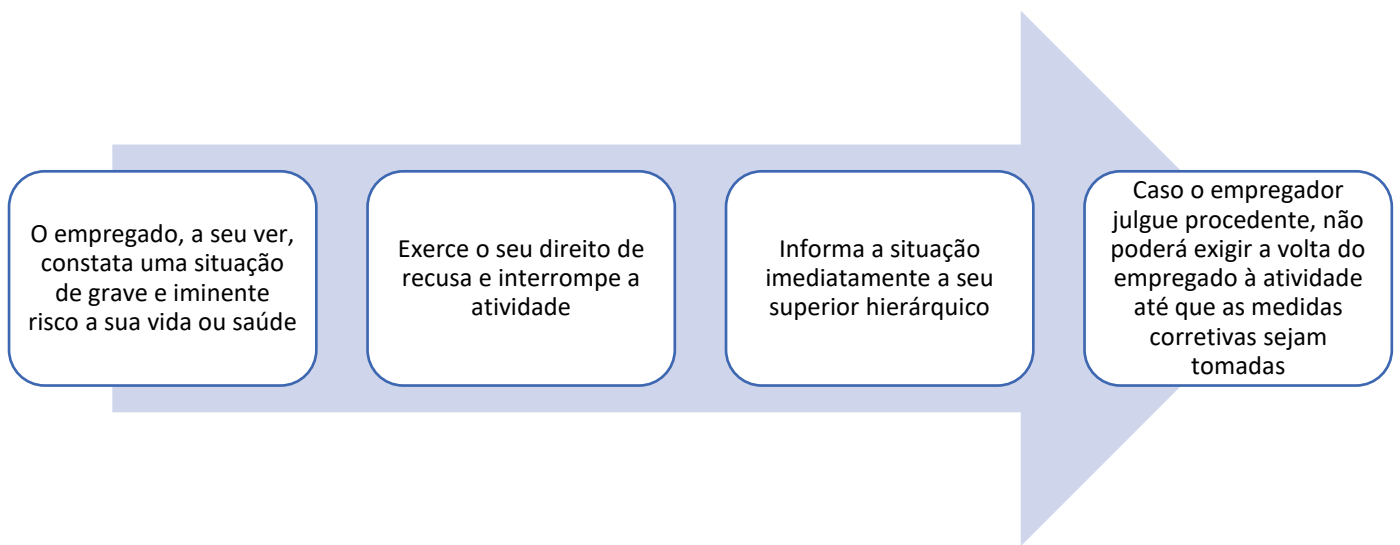 O empregado, a seu ver,
constata uma situação
de grave e iminente
risco a sua vida ou saúde
Exerce o seu direito de
recusa e interrompe a
atividade
Informa a situação
imediatamente a seu
superior hierárquico
Caso o empregador
julgue procedente, não
poderá exigir a volta do
empregado à atividade
até que as medidas
corretivas sejam
tomadas